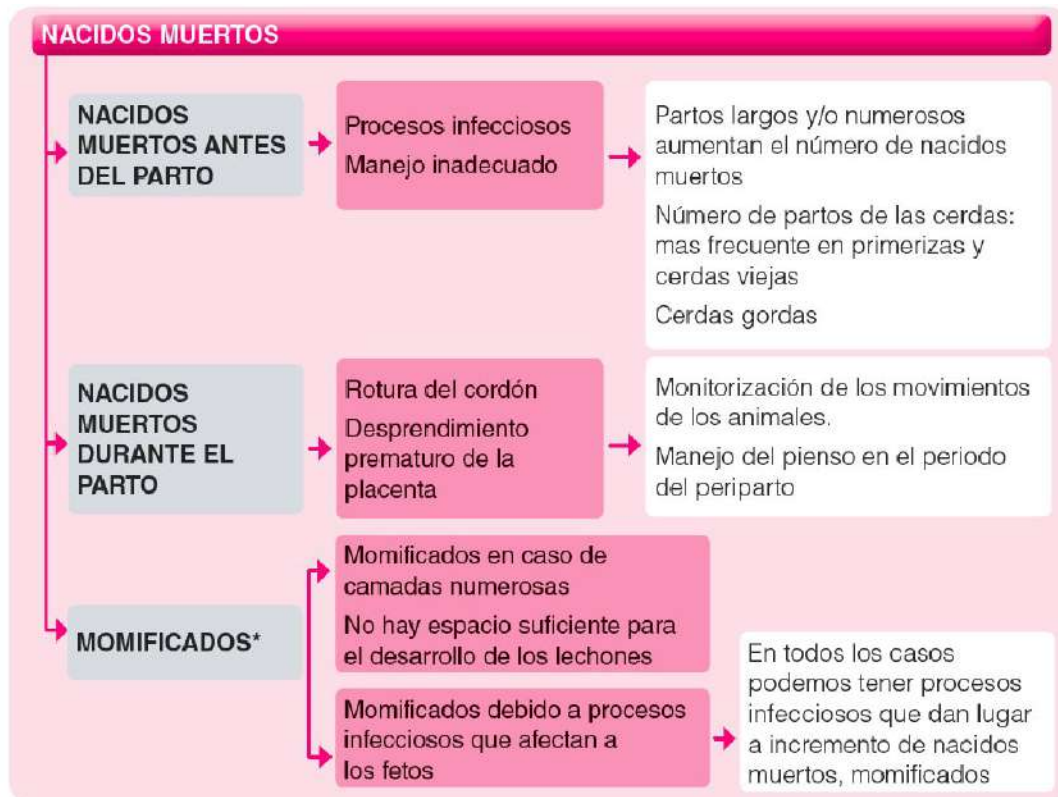 NACIDOS MUERTOS
NACIDOS
MUERTOS ANTES
DEL PARTO
Procesos infecciosos
Manejo inadecuado
Partos largos y/o numerosos
aumentan el número de nacidos
muertos
Número de partos de las cerdas:
mas frecuente en primerizas y
cerdas viejas
Cerdas gordas
NACIDOS
MUERTOS
DURANTE EL
PARTO
Rotura del cordón
Desprendimiento
prematuro de la
placenta
Monitorización de los movimientos
de los animales.
Manejo del pienso en el periodo
del periparto
MOMIFICADOS*
Momificados en caso de
camadas numerosas
No hay espacio suficiente para
el desarrollo de los lechones
Momificados debido a procesos
infecciosos que afectan a
los fetos
En todos los casos
podemos tener procesos
infecciosos que dan lugar
a incremento de nacidos
muertos, momificados